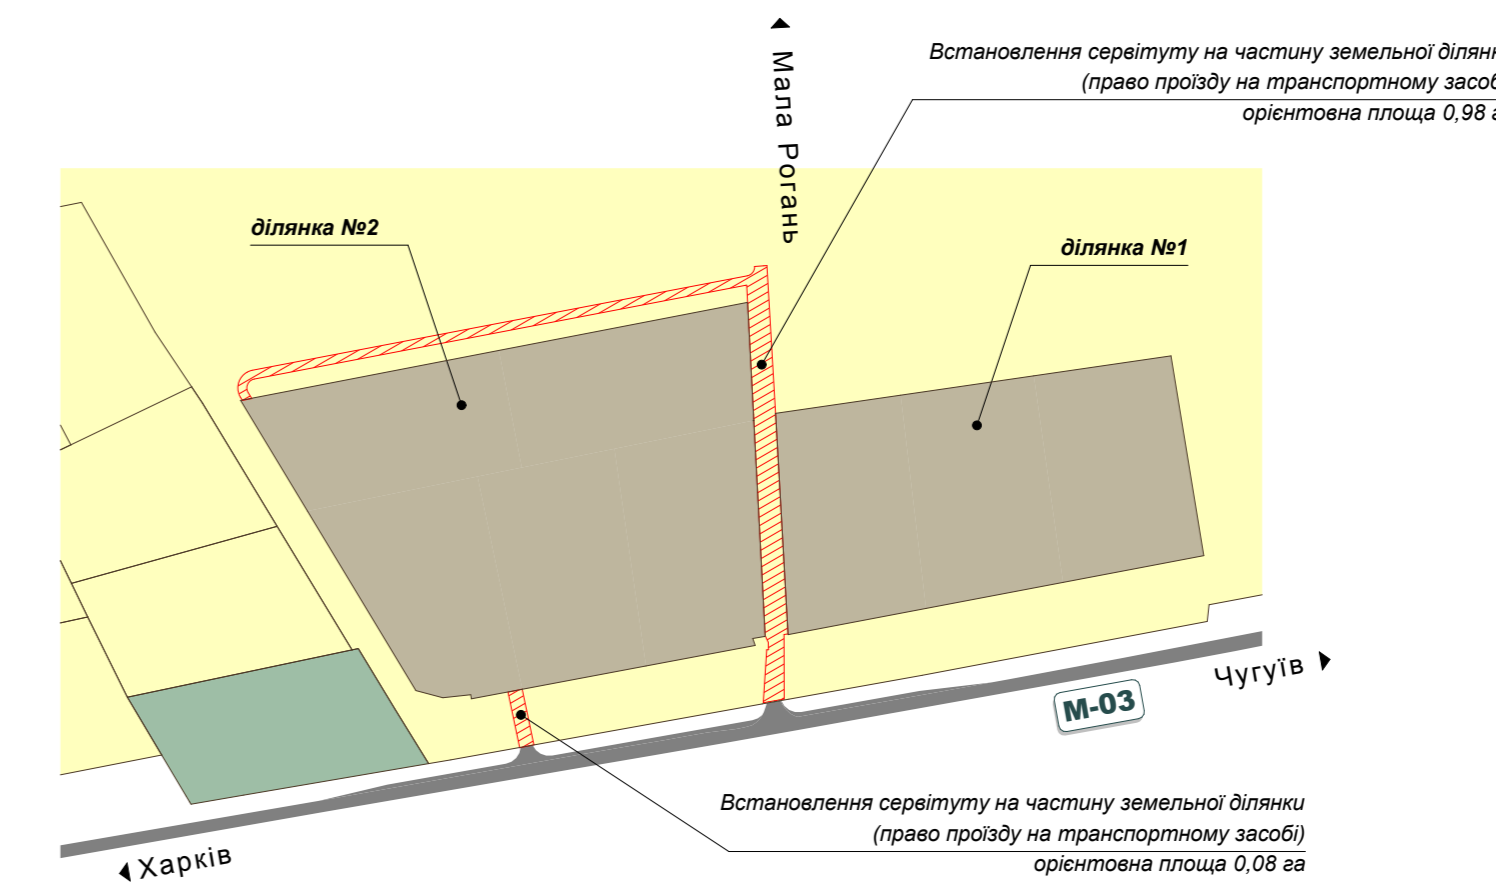 Встановлення сервітуту на частину земельної
(право проїзду на транспортному
орієнтовна площа 0,98
Мала Рогань
ділянка №2
ділянка №1
Чугуїв
М-03
Встановлення сервітуту на частину земельної ділянки
(право проїзду на транспортному засобі)
орієнтовна площа 0,08 га
Харків